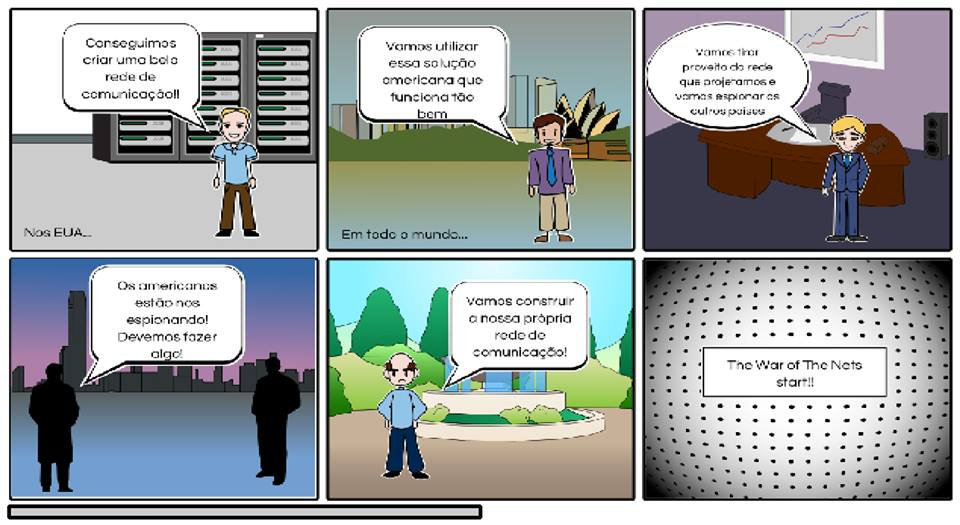 Conseguimos
criar uma bela
rede de
comunicação!!
Nos EUA...
Vamos utilizar
essa solução
americana que
funciona tão
bem
Em todo o mundo...
Vamos tirar
proveito da rede
que projetamos e
vamos espionar os
outros países
Os americanos
estão nos
espionando!
Devemos fazer
algo!
Vamos construir
a nossa própria
rede de
comunicação!
The War of The Nets
start!!